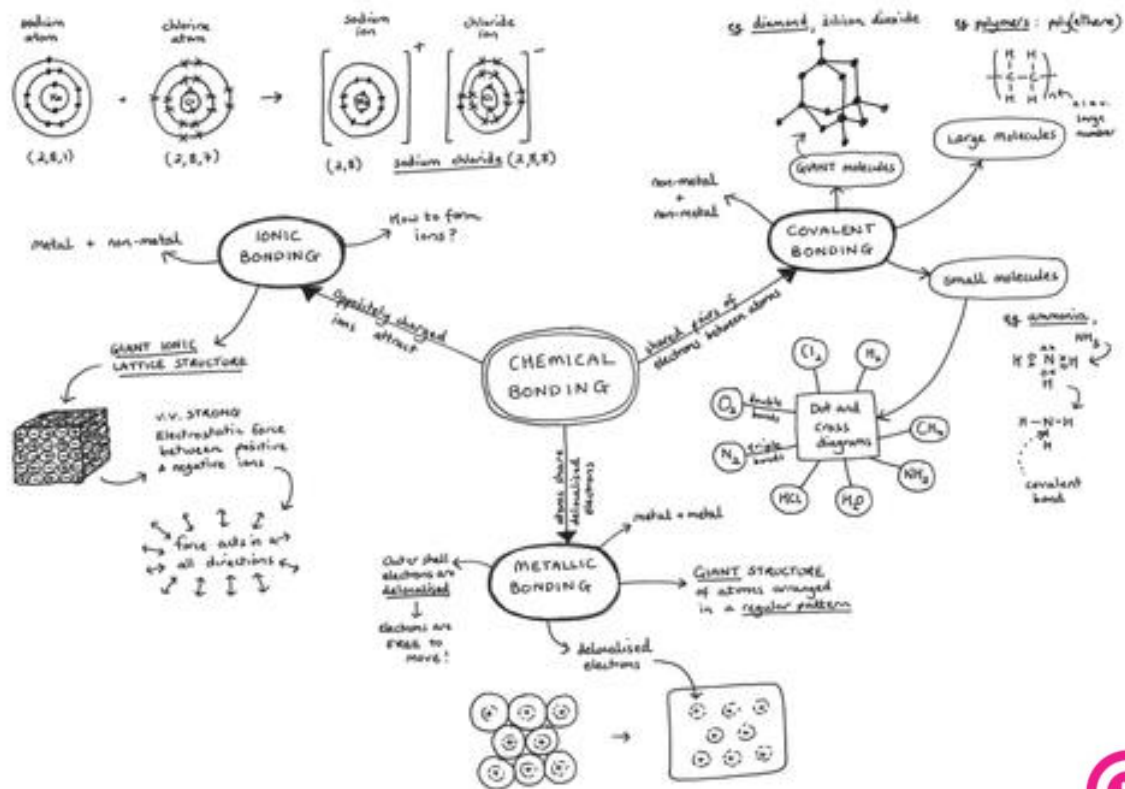 sodium
atom
chlorine
atom
sodium
ion
chloride
ion
Na
+
Cl
→
+
−
(2,8,1)
(2,8,7)
(2,8)
sodium chloride
(2,8,8)
eg diamond, silicon dioxide
eg polymers: poly(ethene)
H H
C C
H H
n
v.v.v.
large
number
GIANT molecules
Large molecules
non-metal
+
non-metal
COVALENT
BONDING
Small molecules
IONIC
BONDING
metal + non-metal
How to form
ions?
Oppositely charged
ions attract
shared pairs of
electrons between atoms
CHEMICAL
BONDING
GIANT IONIC
LATTICE STRUCTURE
V.V. STRONG
Electrostatic force
between positive
& negative ions
force acts in
all directions
eg ammonia,
NH3
H N H
H
H-N-H
H
covalent
bond
Dot and
cross
diagrams
Cl2
H2
O2
double
bonds
N2
triple
bonds
CH4
NH3
HCl
H2O
atoms share
delocalised
electrons
METALLIC
BONDING
metal + metal
Outer shell
electrons are
delocalised
↓
electrons are
FREE to
move!
GIANT STRUCTURE
of atoms arranged
in a regular pattern
delocalised
electrons